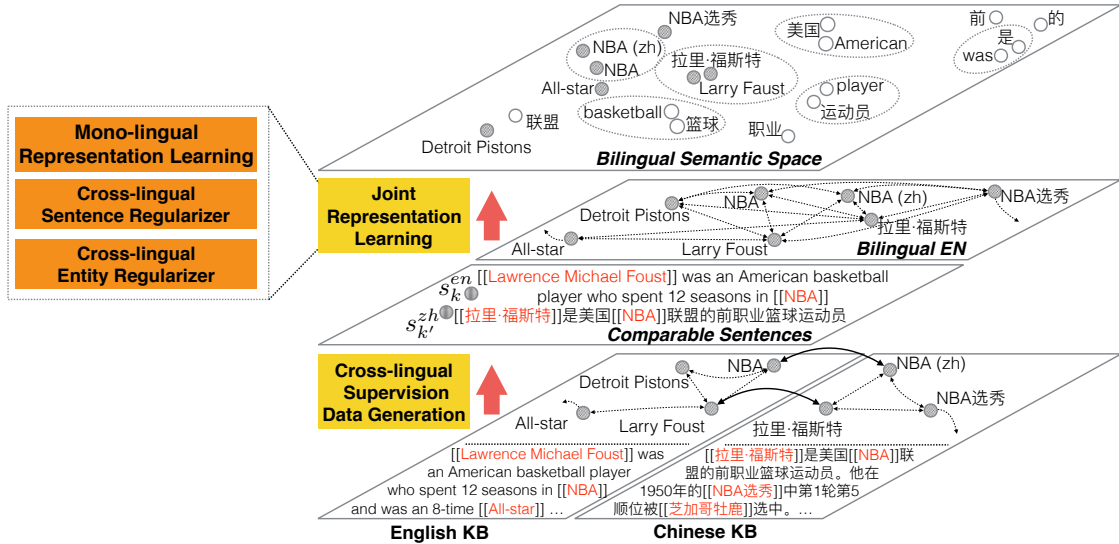 NBA选秀
前
的
美国
是
NBA (zh)
American
拉里·福斯特
was
NBA
Larry Faust
player
All-star
basketball
运动员
联盟
篮球
职业
Detroit Pistons
Bilingual Semantic Space
Mono-lingual
Representation Learning
Cross-lingual
Sentence Regularizer
Cross-lingual
Entity Regularizer
Joint
Representation
Learning
NBA
NBA (zh)
NBA选秀
Detroit Pistons
拉里·福斯特
All-star
Larry Faust
Bilingual EN
s_k^{en} [[Lawrence Michael Foust]] was an American basketball
player who spent 12 seasons in [[NBA]]
s_{k'}^{zh} [[拉里·福斯特]]是美国[[NBA]]联盟的前职业篮球运动员
Comparable Sentences
Cross-lingual
Supervision
Data Generation
NBA
NBA (zh)
Detroit Pistons
NBA选秀
All-star
Larry Faust
拉里·福斯特
[[Lawrence Michael Foust]] was
an American basketball player
who spent 12 seasons in [[NBA]]
and was an 8-time [[All-star]] …
English KB
[[拉里·福斯特]]是美国[[NBA]]联
盟的前职业篮球运动员。他在
1950年的[[NBA选秀]]中第1轮第5
顺位被[[芝加哥牡鹿]]选中。…
Chinese KB